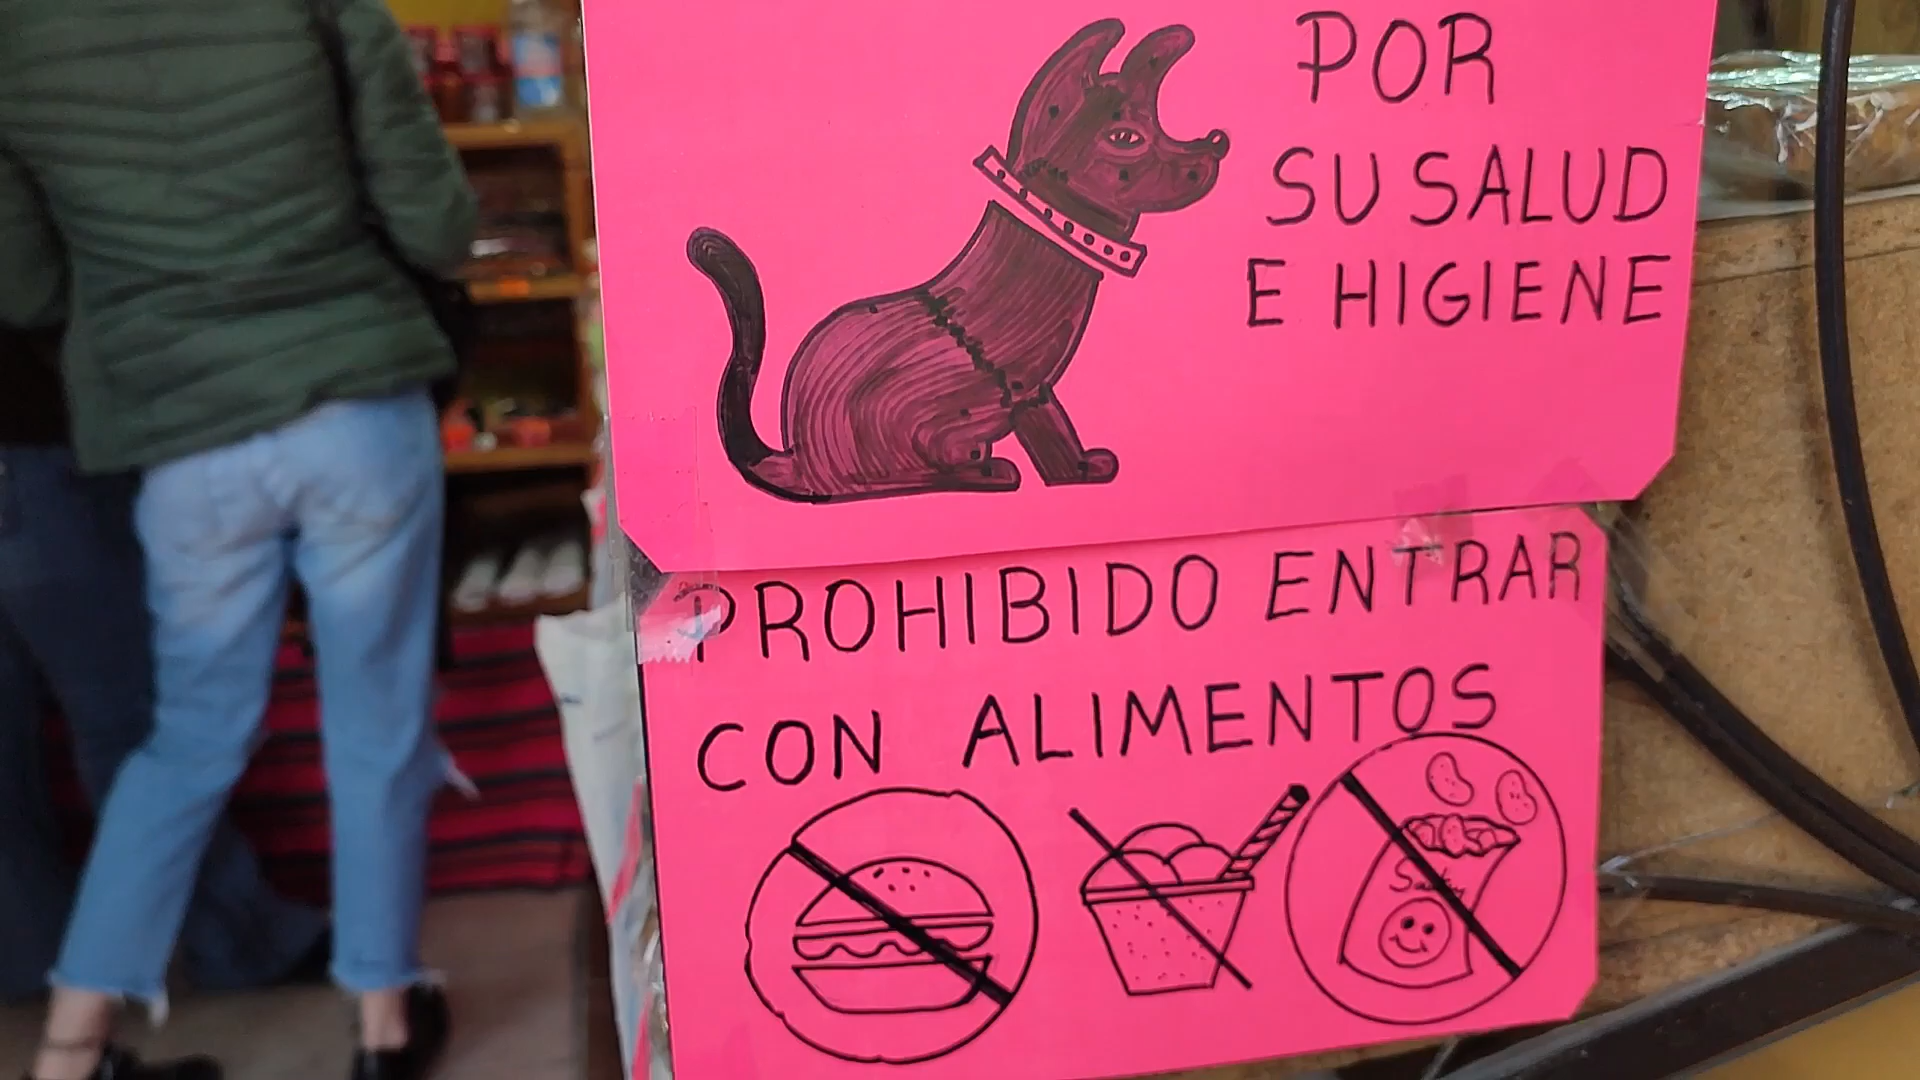 POR
SU SALUD
E HIGIENE
PROHIBIDO ENTRAR
CON ALIMENTOS